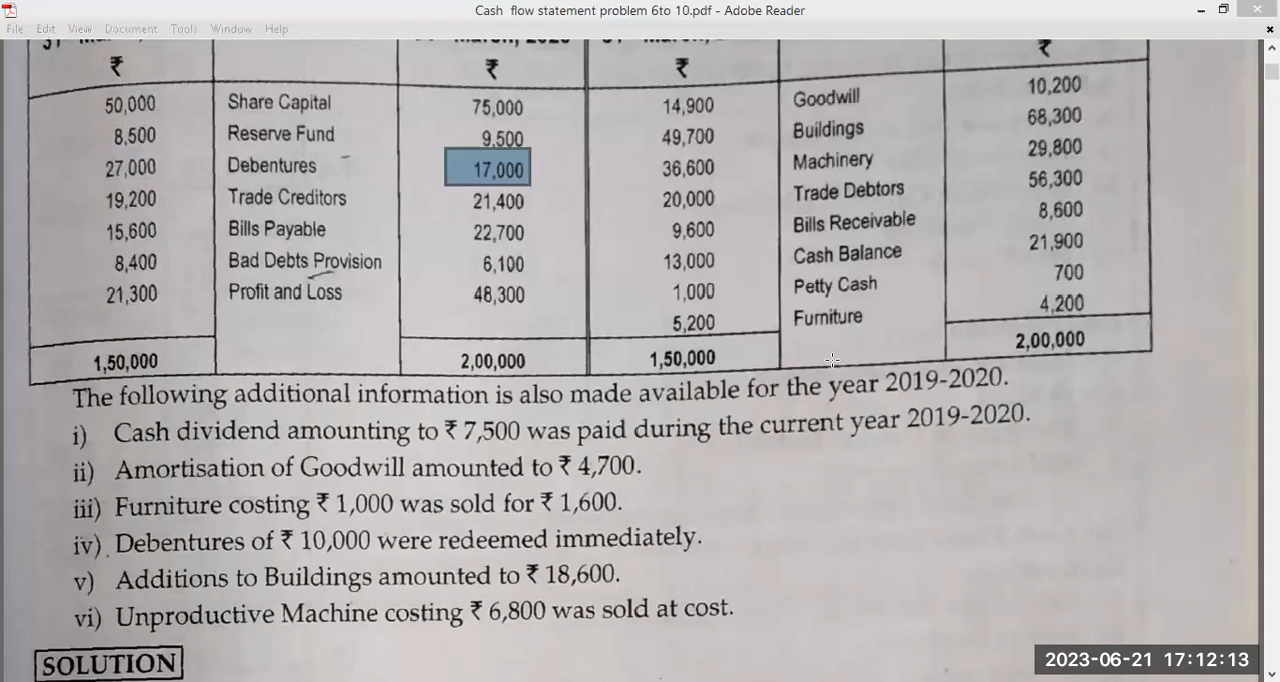 Cash flow statement problem 6to 10.pdf - Adobe Reader
File Edit View Document Tools Window Help
31 March, 2020
₹ ₹ ₹ ₹
50,000 Share Capital 75,000 14,900 Goodwill 10,200
8,500 Reserve Fund 9,500 49,700 Buildings 68,300
27,000 Debentures 17,000 36,600 Machinery 29,800
19,200 Trade Creditors 21,400 20,000 Trade Debtors 56,300
15,600 Bills Payable 22,700 9,600 Bills Receivable 8,600
8,400 Bad Debts Provision 6,100 13,000 Cash Balance 21,900
21,300 Profit and Loss 48,300 1,000 Petty Cash 700
5,200 Furniture 4,200
1,50,000 2,00,000 1,50,000 2,00,000
The following additional information is also made available for the year 2019-2020.
i) Cash dividend amounting to ₹ 7,500 was paid during the current year 2019-2020.
ii) Amortisation of Goodwill amounted to ₹ 4,700.
iii) Furniture costing ₹ 1,000 was sold for ₹ 1,600.
iv) Debentures of ₹ 10,000 were redeemed immediately.
v) Additions to Buildings amounted to ₹ 18,600.
vi) Unproductive Machine costing ₹ 6,800 was sold at cost.
SOLUTION
2023-06-21 17:12:13